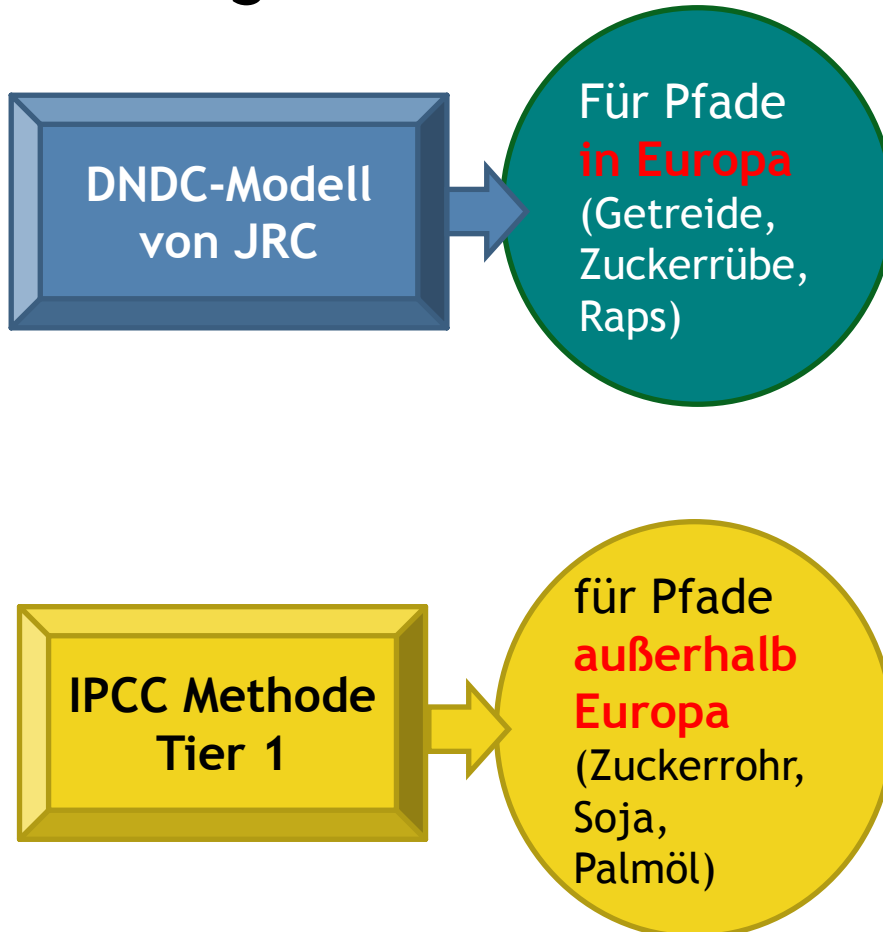 DNDC-Modell
von JRC
Für Pfade
in Europa
(Getreide,
Zuckerrübe,
Raps)
IPCC Methode
Tier 1
für Pfade
außerhalb
Europa
(Zuckerrohr,
Soja,
Palmöl)